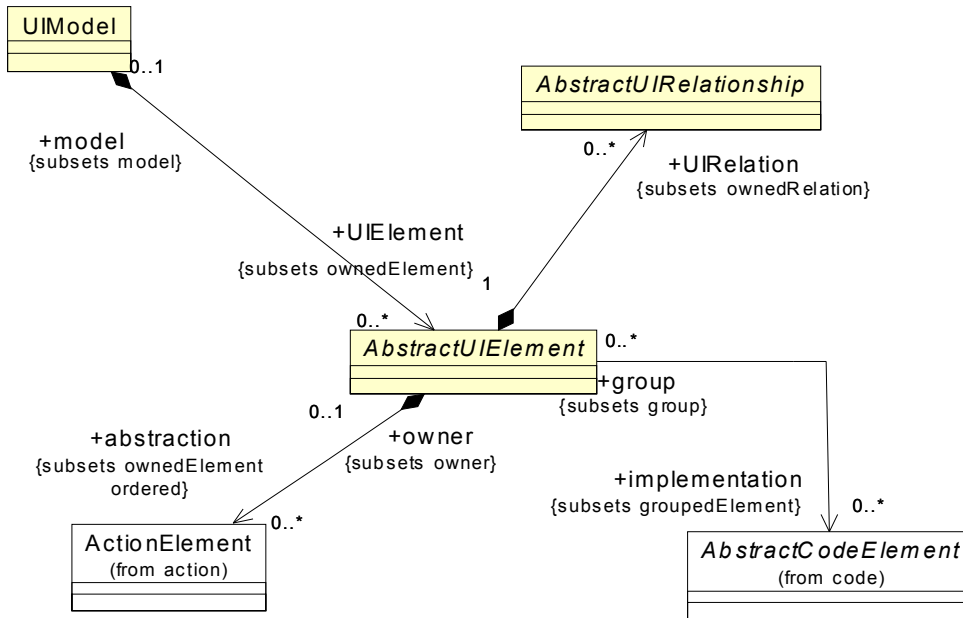 UIModel
0..1
AbstractUIRelationship
+model
{subsets model}
0..*
+UIRelation
{subsets ownedRelation}
+UIElement
{subsets ownedElement}
1
0..*
AbstractUIElement
0..*
+group
{subsets group}
0..1
+abstraction
{subsets ownedElement
ordered}
+owner
{subsets owner}
+implementation
{subsets groupedElement}
0..*
0..*
ActionElement
(from action)
AbstractCodeElement
(from code)